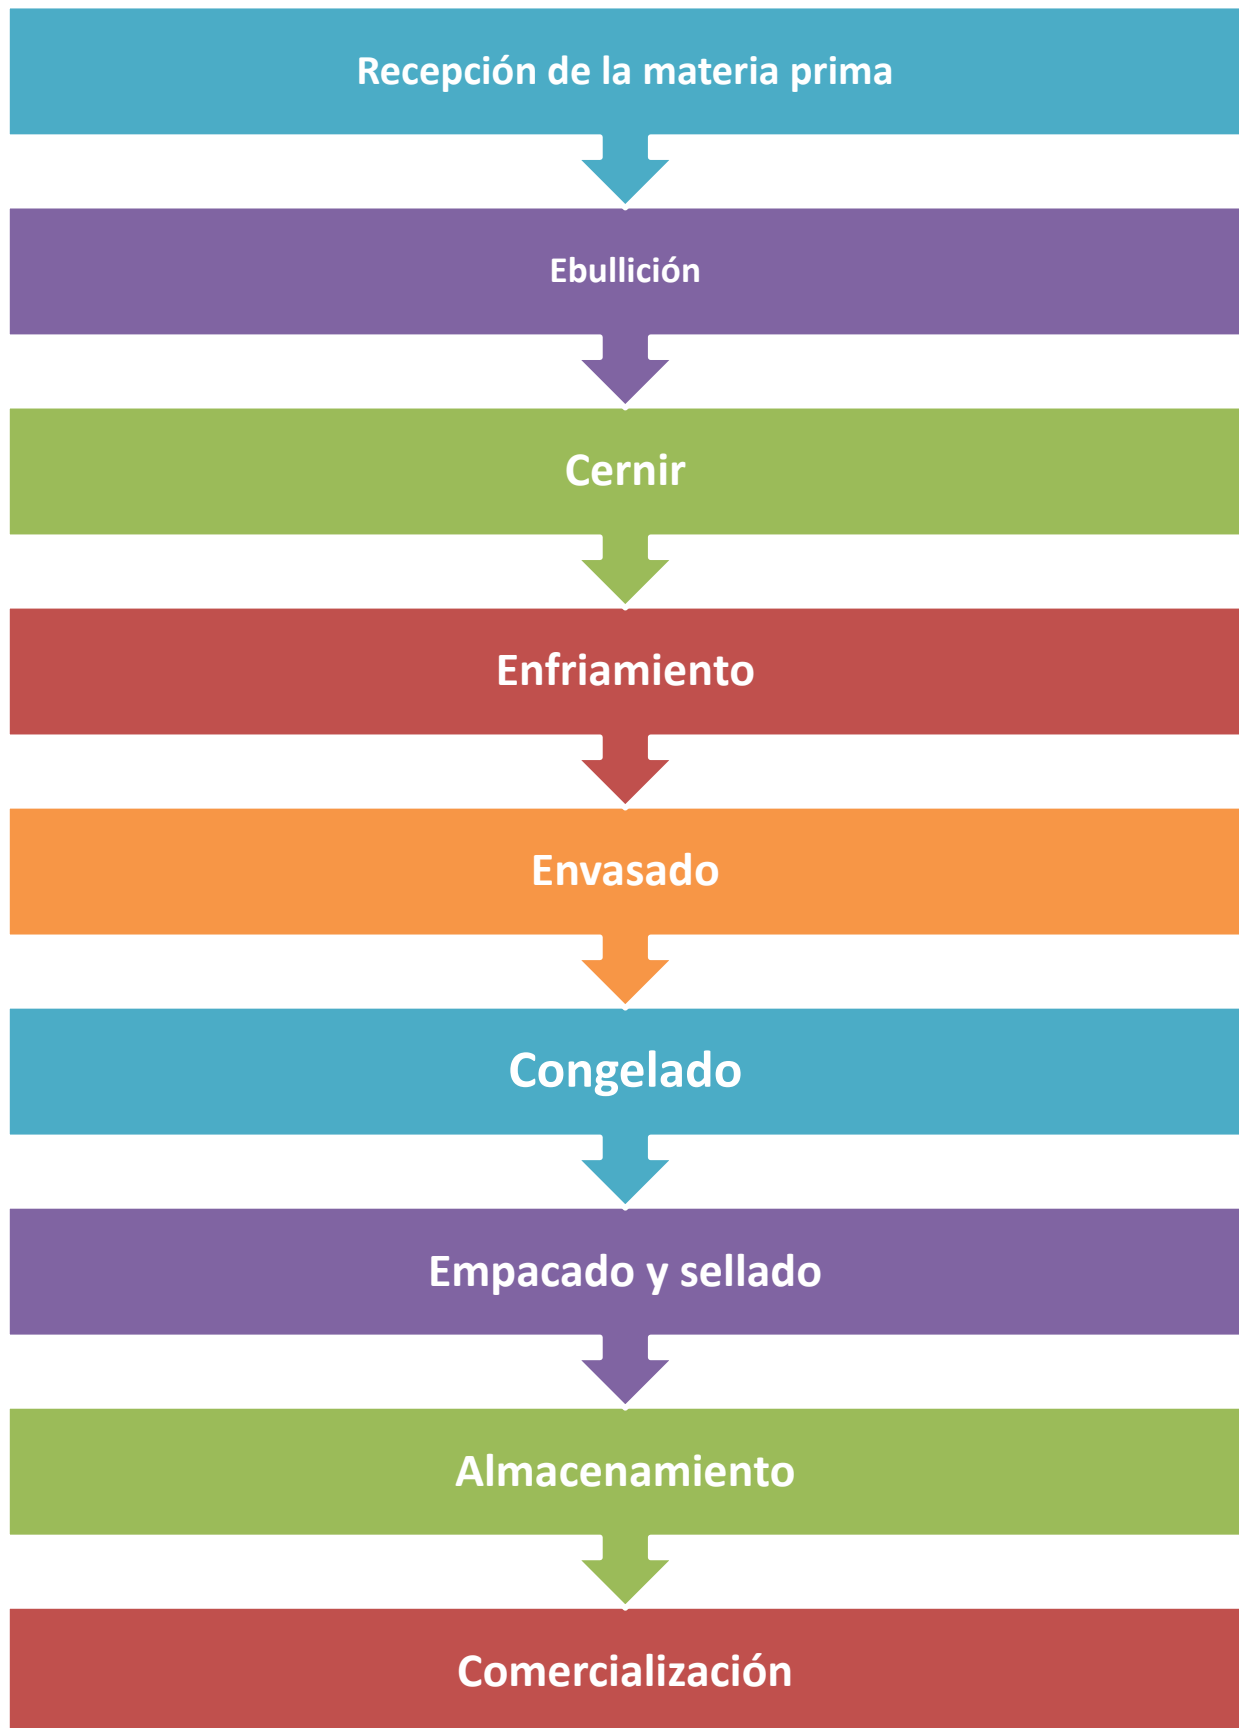 Recepción de la materia prima
Ebullición
Cernir
Enfriamiento
Envasado
Congelado
Empacado y sellado
Almacenamiento
Comercialización